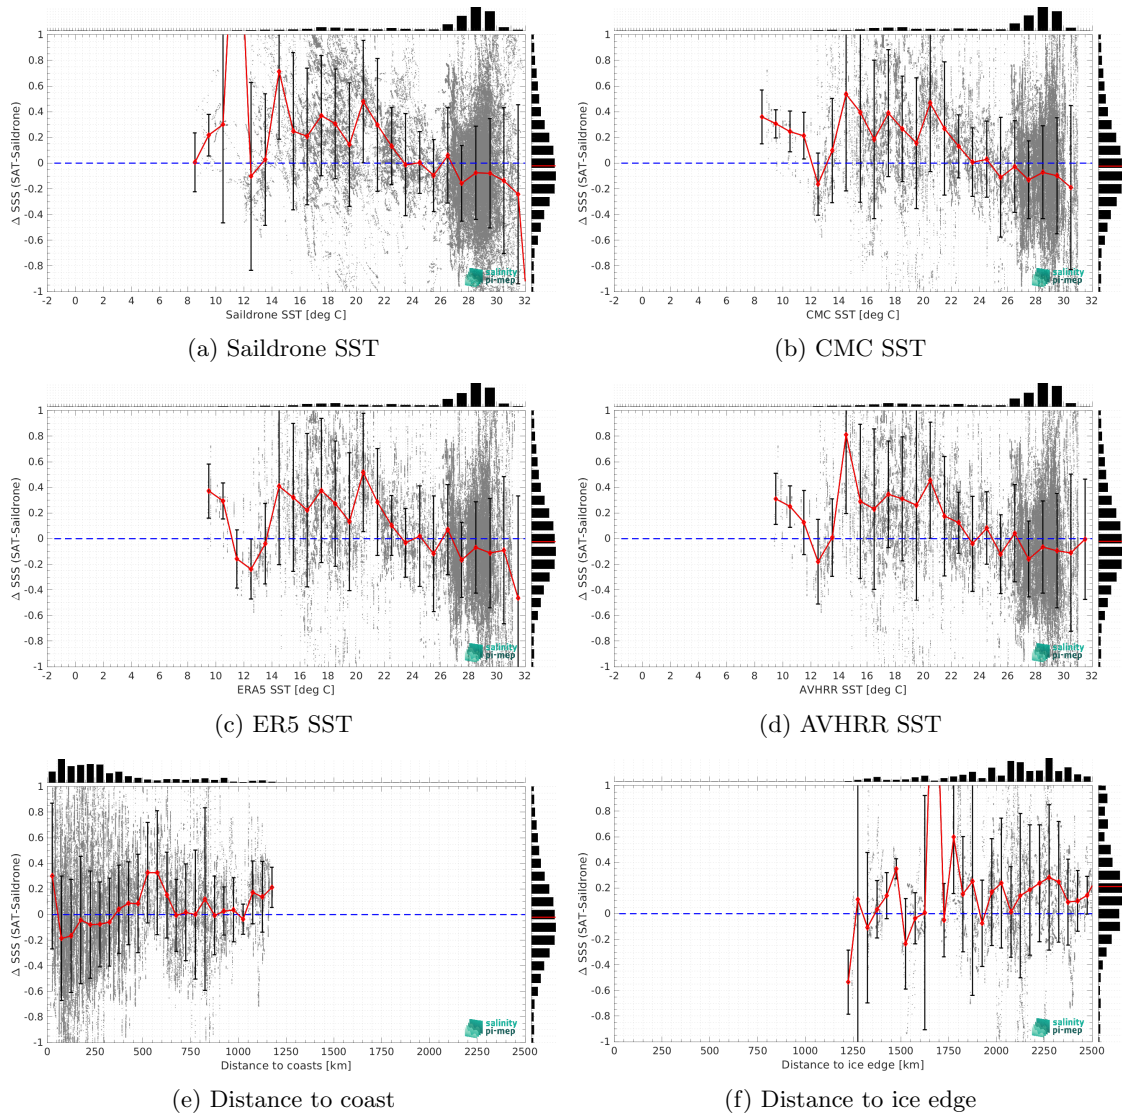 1
0.8
0.6
0.4
0.2
0
-0.2
-0.4
-0.6
-0.8
-1
Δ SSS (SAT-Saildrone)
-2 0 2 4 6 8 10 12 14 16 18 20 22 24 26 28 30 32
Saildrone SST [deg C]
salinity
pi-mep
(a) Saildrone SST
1
0.8
0.6
0.4
0.2
0
-0.2
-0.4
-0.6
-0.8
-1
Δ SSS (SAT-Saildrone)
-2 0 2 4 6 8 10 12 14 16 18 20 22 24 26 28 30 32
CMC SST [deg C]
salinity
pi-mep
(b) CMC SST
1
0.8
0.6
0.4
0.2
0
-0.2
-0.4
-0.6
-0.8
-1
Δ SSS (SAT-Saildrone)
-2 0 2 4 6 8 10 12 14 16 18 20 22 24 26 28 30 32
ERA5 SST [deg C]
salinity
pi-mep
(c) ER5 SST
1
0.8
0.6
0.4
0.2
0
-0.2
-0.4
-0.6
-0.8
-1
Δ SSS (SAT-Saildrone)
-2 0 2 4 6 8 10 12 14 16 18 20 22 24 26 28 30 32
AVHRR SST [deg C]
salinity
pi-mep
(d) AVHRR SST
1
0.8
0.6
0.4
0.2
0
-0.2
-0.4
-0.6
-0.8
-1
Δ SSS (SAT-Saildrone)
0 250 500 750 1000 1250 1500 1750 2000 2250 2500
Distance to coasts [km]
salinity
pi-mep
(e) Distance to coast
1
0.8
0.6
0.4
0.2
0
-0.2
-0.4
-0.6
-0.8
-1
Δ SSS (SAT-Saildrone)
0 250 500 750 1000 1250 1500 1750 2000 2250 2500
Distance to ice edge [km]
salinity
pi-mep
(f) Distance to ice edge